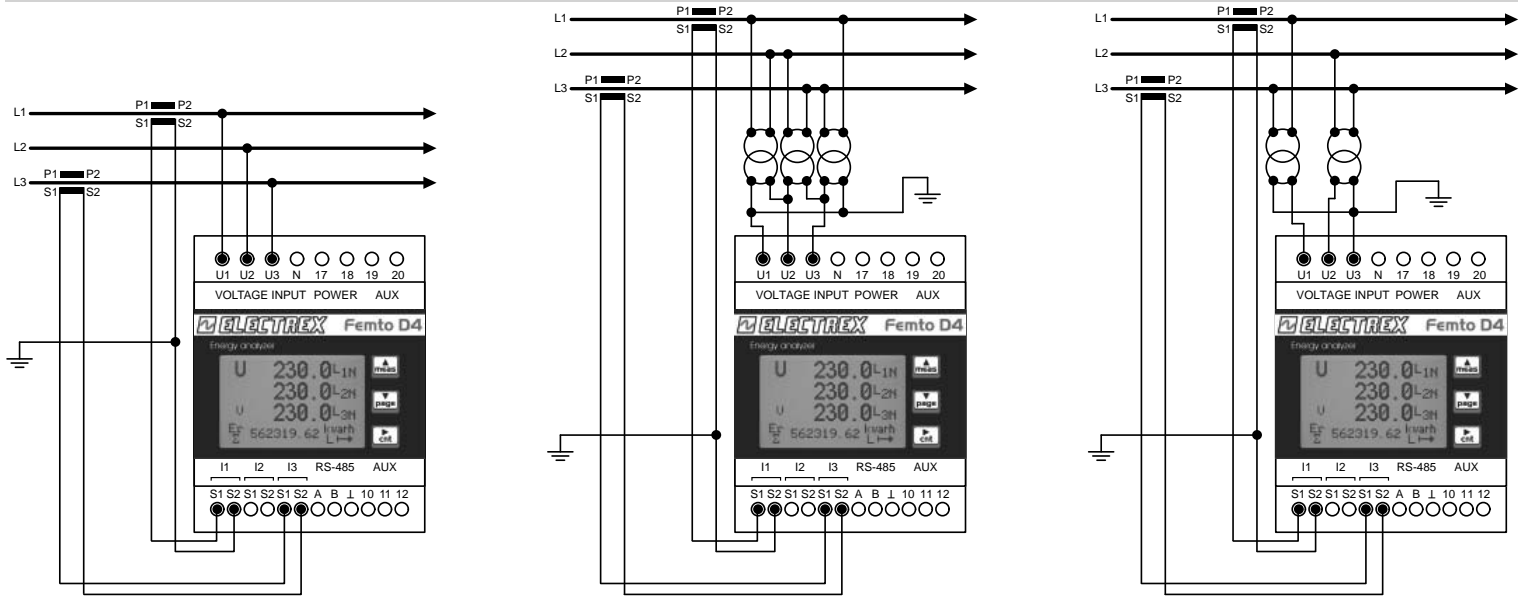 L1
P1 P2
S1 S2
L2
L3
P1 P2
S1 S2
U1 U2 U3 N 17 18 19 20
VOLTAGE INPUT POWER AUX
ELECTREX Femto D4
Energy analyzer
U 230.0 L1N
230.0 L2N
V 230.0 L3N
Er Σ 562319.62 kvarh L
meas
page
cnt
I1 I2 I3 RS-485 AUX
S1 S2 S1 S2 S1 S2 A B ⊥ 10 11 12
L1
P1 P2
S1 S2
L2
L3
P1 P2
S1 S2
U1 U2 U3 N 17 18 19 20
VOLTAGE INPUT POWER AUX
ELECTREX Femto D4
Energy analyzer
U 230.0 L1N
230.0 L2N
V 230.0 L3N
Er Σ 562319.62 kvarh L
meas
page
cnt
I1 I2 I3 RS-485 AUX
S1 S2 S1 S2 S1 S2 A B ⊥ 10 11 12
L1
P1 P2
S1 S2
L2
L3
P1 P2
S1 S2
U1 U2 U3 N 17 18 19 20
VOLTAGE INPUT POWER AUX
ELECTREX Femto D4
Energy analyzer
U 230.0 L1N
230.0 L2N
V 230.0 L3N
Er Σ 562319.62 kvarh L
meas
page
cnt
I1 I2 I3 RS-485 AUX
S1 S2 S1 S2 S1 S2 A B ⊥ 10 11 12